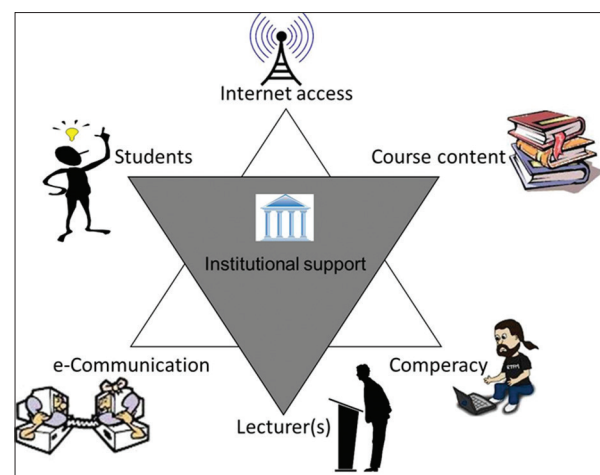 Internet access
Students
Course content
Institutional support
e-Communication
Comperacy
Lecturer(s)